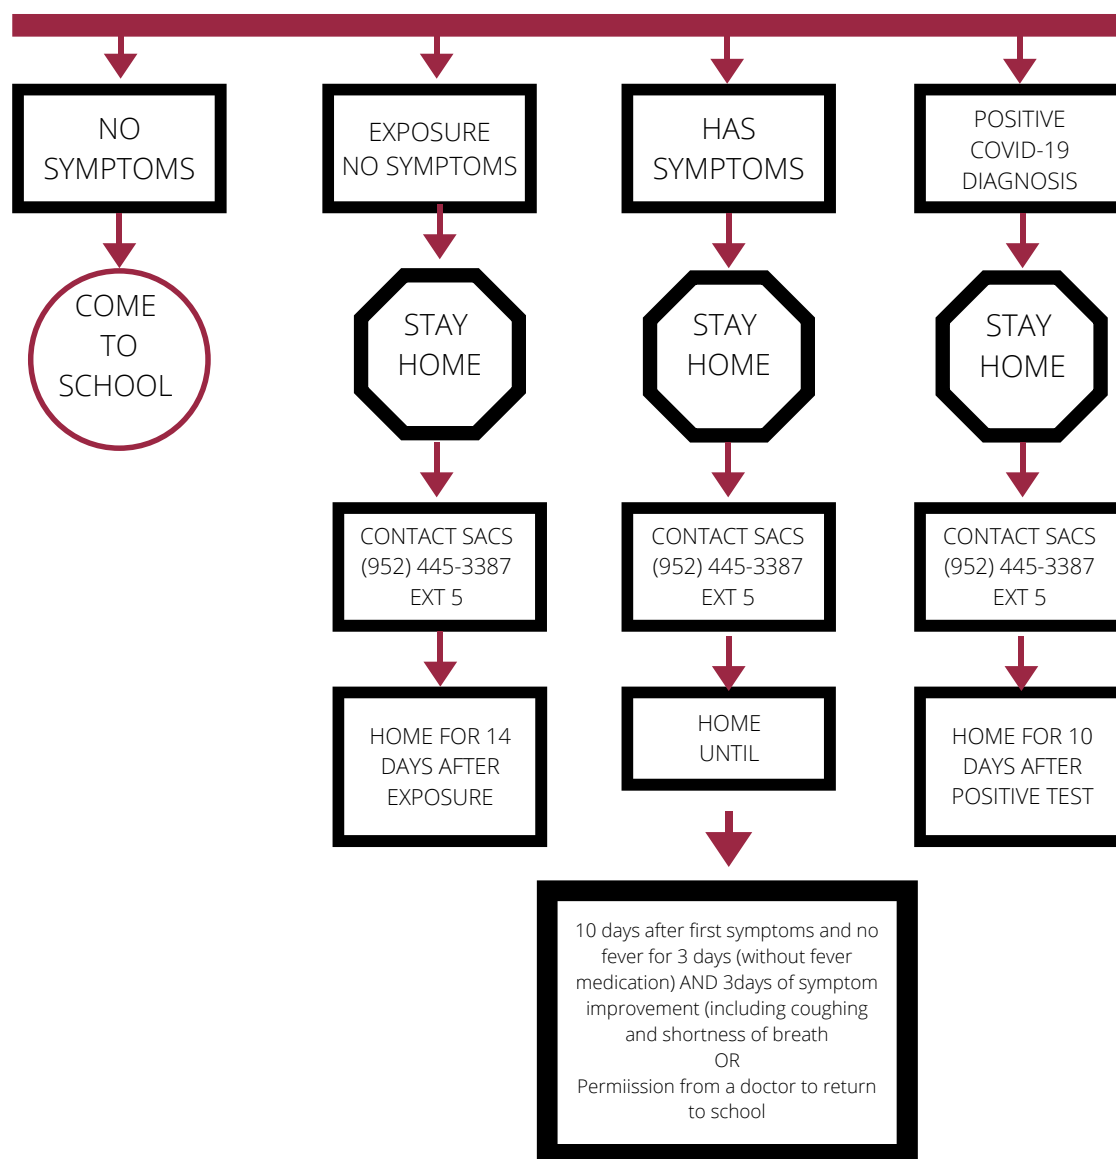 NO
SYMPTOMS
COME
TO
SCHOOL
EXPOSURE
NO SYMPTOMS
STAY
HOME
CONTACT SACS
(952) 445-3387
EXT 5
HOME FOR 14
DAYS AFTER
EXPOSURE
HAS
SYMPTOMS
STAY
HOME
CONTACT SACS
(952) 445-3387
EXT 5
HOME
UNTIL
10 days after first symptoms and no
fever for 3 days (without fever
medication) AND 3days of symptom
improvement (including coughing
and shortness of breath
OR
Permiission from a doctor to return
to school
POSITIVE
COVID-19
DIAGNOSIS
STAY
HOME
CONTACT SACS
(952) 445-3387
EXT 5
HOME FOR 10
DAYS AFTER
POSITIVE TEST